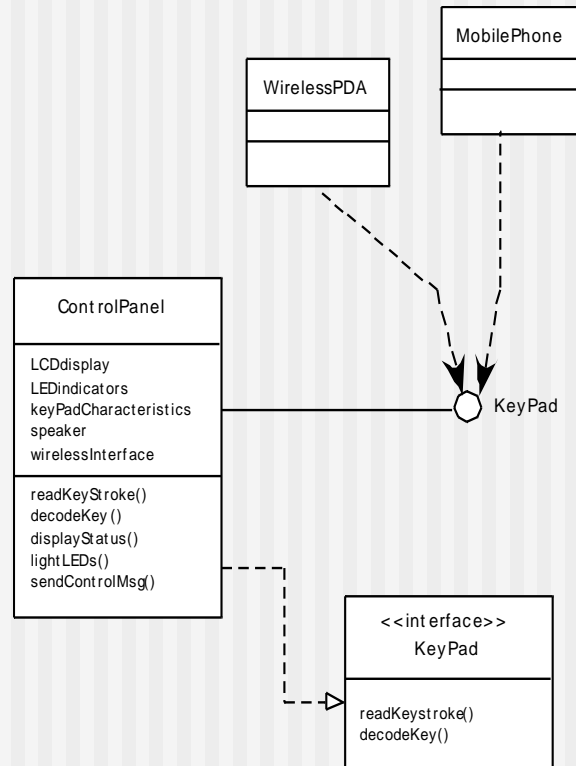 MobilePhone
WirelessPDA
ControlPanel
LCDdisplay
LEDindicators
keyPadCharacteristics
speaker
wirelessInterface
readKeyStroke()
decodeKey()
displayStatus()
lightLEDs()
sendControlMsg()
KeyPad
<<interface>>
KeyPad
readKeystroke()
decodeKey()